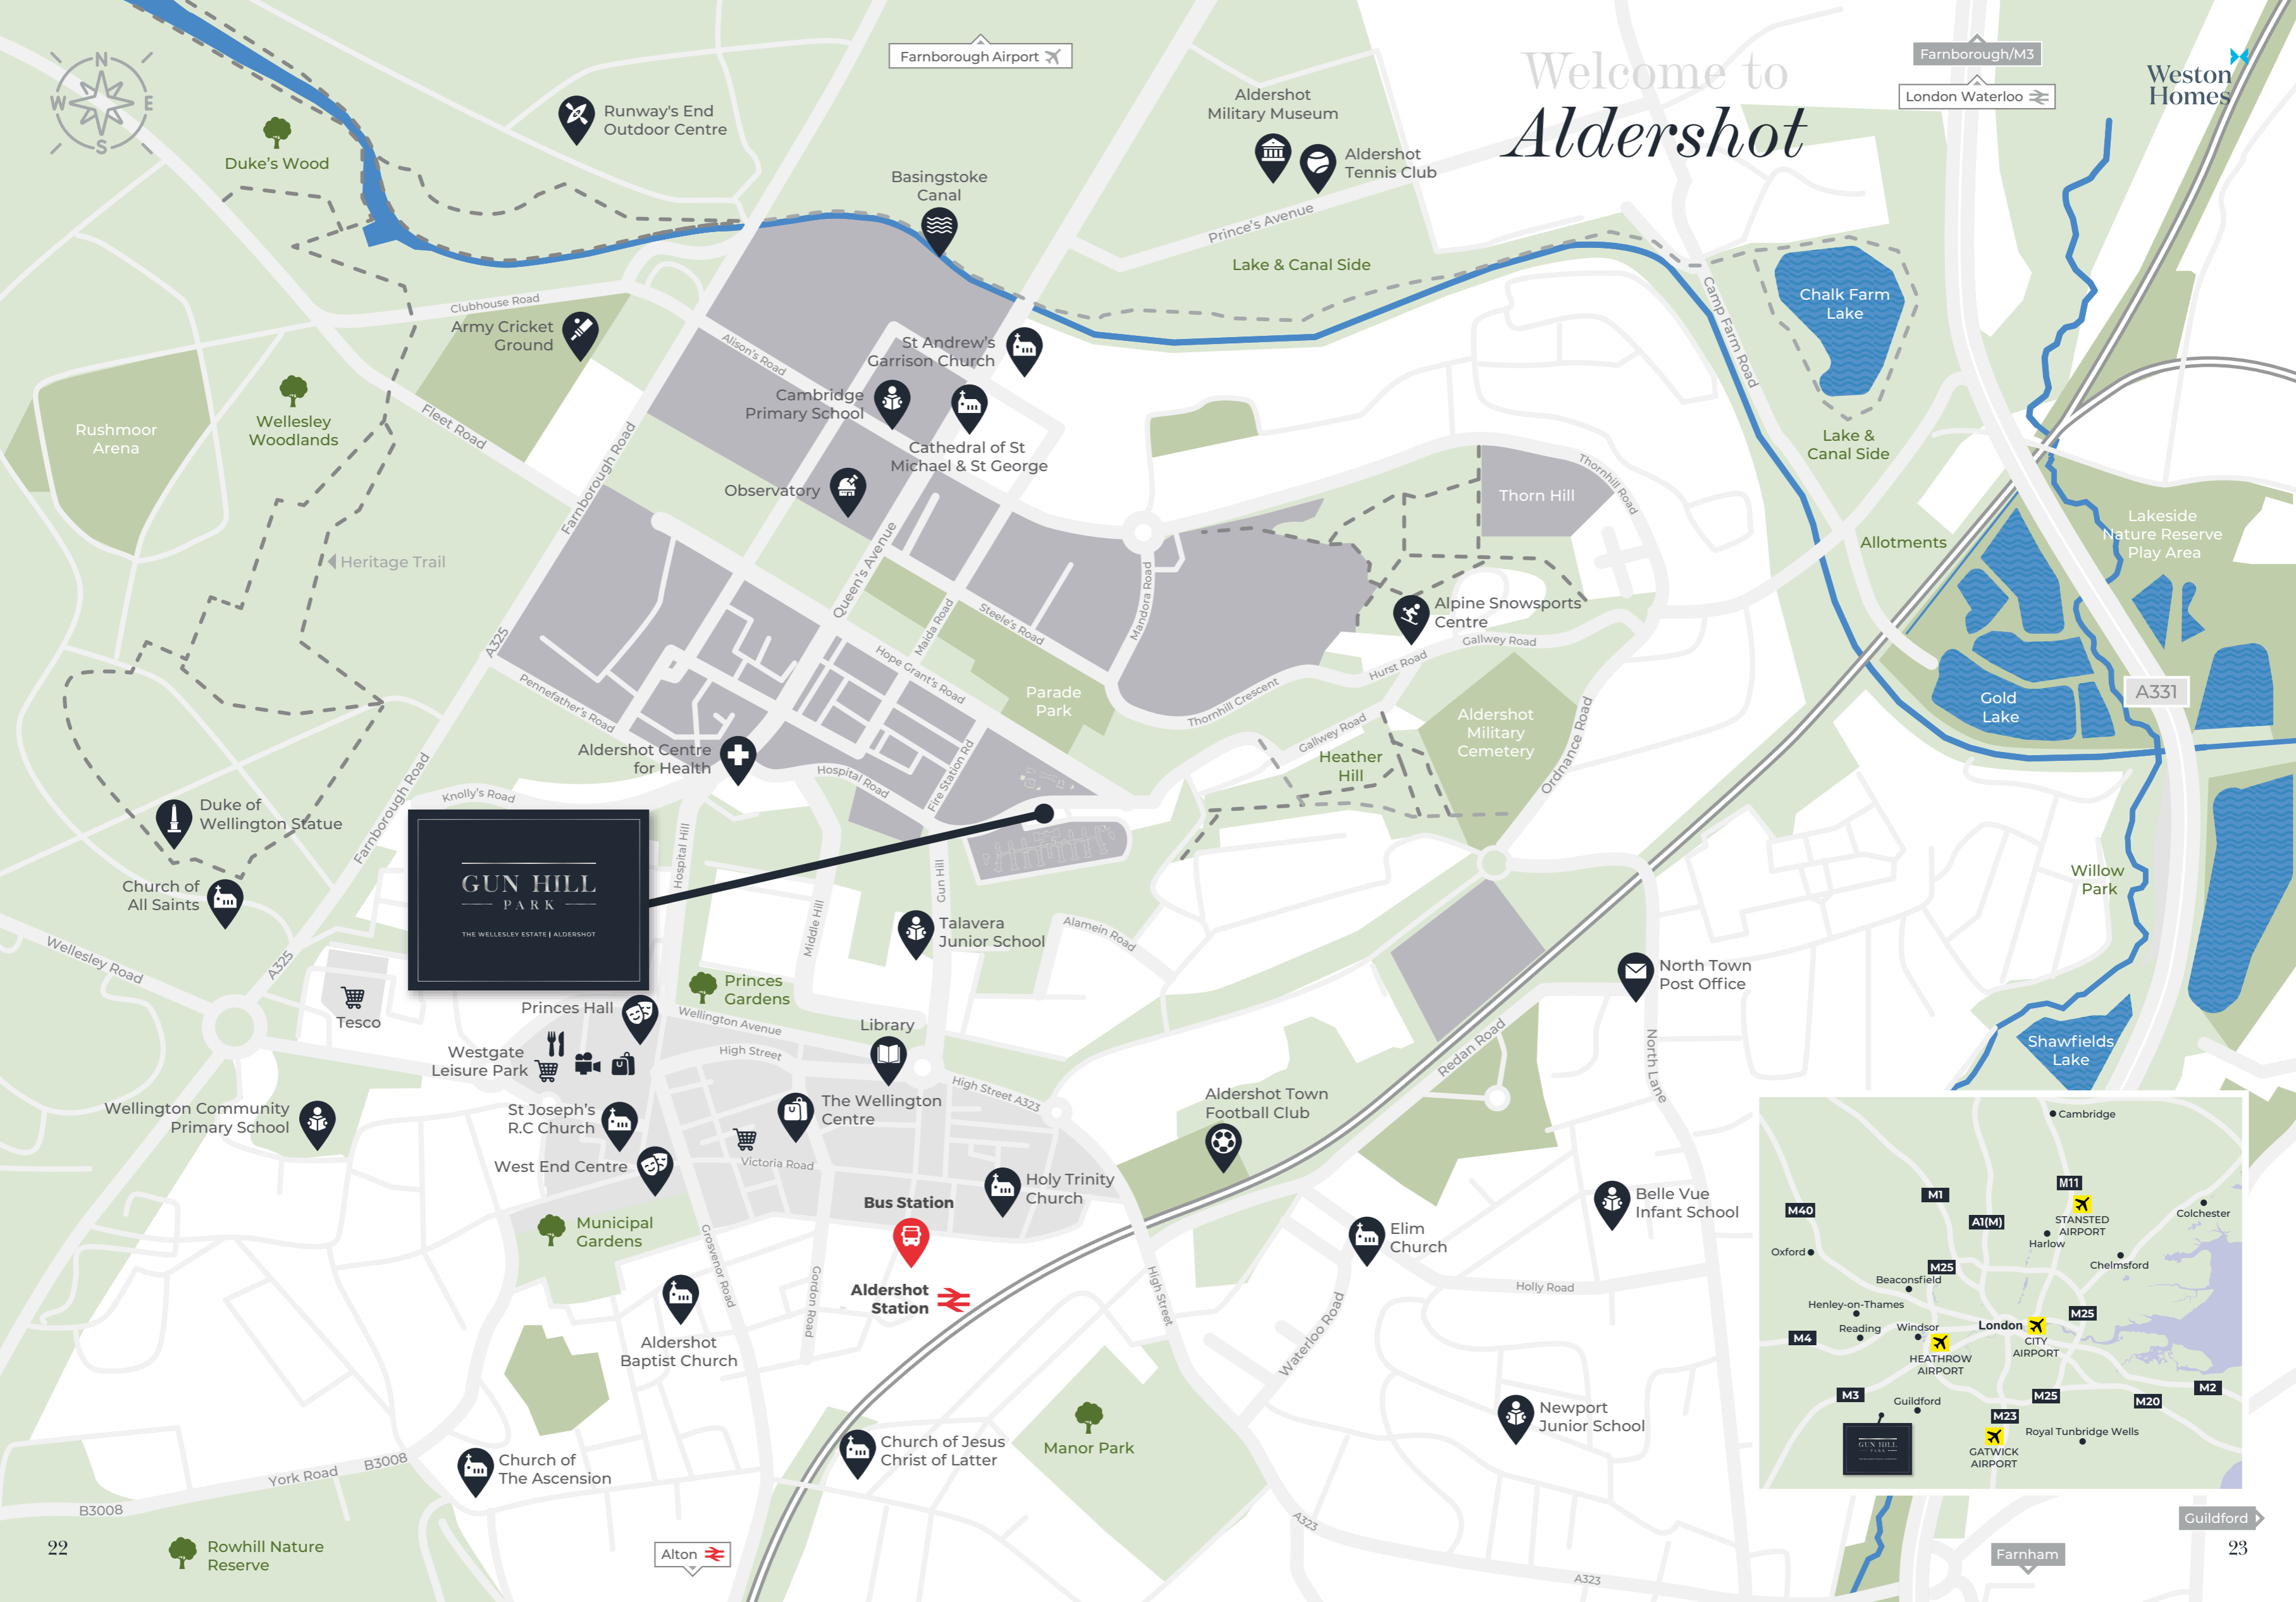 Welcome to
Aldershot
Weston
Homes
Farnborough/M3
London Waterloo
Farnborough Airport
N
W
E
S
Duke's Wood
Runway's End
Outdoor Centre
Basingstoke
Canal
Aldershot
Military Museum
Aldershot
Tennis Club
Prince's Avenue
Lake & Canal Side
Clubhouse Road
Army Cricket
Ground
Alison's Road
St Andrew's
Garrison Church
Cambridge
Primary School
Cathedral of St
Michael & St George
Observatory
Camp Farm Road
Chalk Farm
Lake
Lake &
Canal Side
Rushmoor
Arena
Wellesley
Woodlands
Fleet Road
Farnborough Road
Heritage Trail
Thorn Hill
Thornhill Road
Allotments
Lakeside
Nature Reserve
Play Area
Queen's Avenue
Maida Road
Steele's Road
Mandora Road
Hope Grant's Road
Alpine Snowsports
Centre
Gallwey Road
Hurst Road
Thornhill Crescent
Gallwey Road
A325
Pennefather's Road
Parade
Park
Aldershot
Military
Cemetery
Ordnance Road
Gold
Lake
A331
Aldershot Centre
for Health
Hospital Road
Fire Station Rd
Heather
Hill
Knolly's Road
Farnborough Road
Duke of
Wellington Statue
Church of
All Saints
GUN HILL
PARK
THE WELLESLEY ESTATE | ALDERSHOT
Hospital Hill
Middle Hill
Gun Hill
Talavera
Junior School
Alamein Road
Willow
Park
Wellesley Road
A325
Tesco
Princes Hall
Princes
Gardens
Wellington Avenue
Library
High Street
High Street A323
Westgate
Leisure Park
North Town
Post Office
North Lane
Redan Road
Shawfields
Lake
Wellington Community
Primary School
St Joseph's
R.C Church
The Wellington
Centre
West End Centre
Victoria Road
Aldershot Town
Football Club
Holy Trinity
Church
Bus Station
Aldershot
Station
Municipal
Gardens
Grosvenor Road
Gordon Road
High Street
Elim
Church
Belle Vue
Infant School
Holly Road
Waterloo Road
Aldershot
Baptist Church
Newport
Junior School
Church of Jesus
Christ of Latter
Manor Park
Church of
The Ascension
York Road
B3008
B3008
A323
A323
Rowhill Nature
Reserve
Alton
Farnham
Guildford
22
23
Cambridge
M11
M1
M40
A1(M)
STANSTED
AIRPORT
Colchester
Harlow
Oxford
Chelmsford
M25
Beaconsfield
Henley-on-Thames
M25
Reading
Windsor
London
CITY
AIRPORT
M4
HEATHROW
AIRPORT
M3
Guildford
M25
M20
M2
M23
Royal Tunbridge Wells
GATWICK
AIRPORT
GUN HILL
PARK